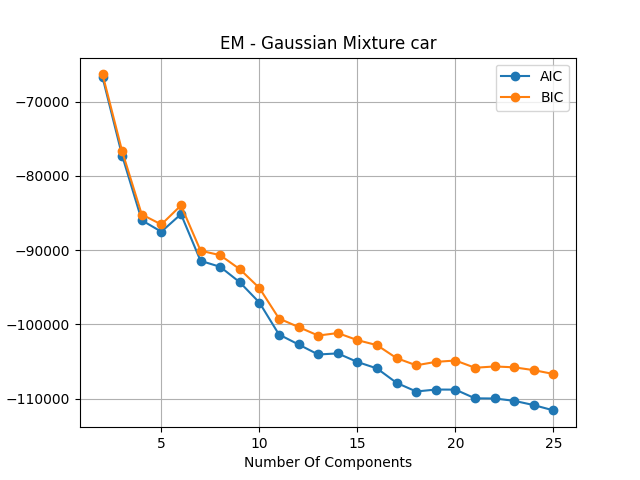 EM - Gaussian Mixture car
AIC
BIC
−70000
−80000
−90000
−100000
−110000
5 10 15 20 25
Number Of Components